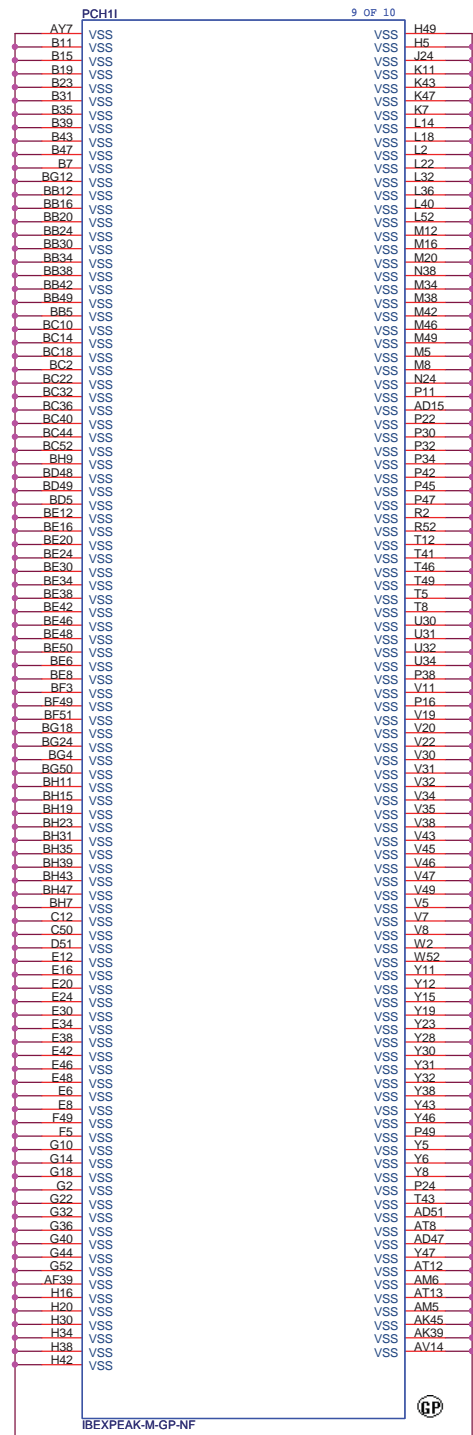 PCH1I 9 OF 10
AY7 VSS VSS H49
B11 VSS VSS H5
B15 VSS VSS J24
B19 VSS VSS K11
B23 VSS VSS K43
B31 VSS VSS K47
B35 VSS VSS K7
B39 VSS VSS L14
B43 VSS VSS L18
B47 VSS VSS L2
B7 VSS VSS L22
BG12 VSS VSS L32
BB12 VSS VSS L36
BB16 VSS VSS L40
BB20 VSS VSS L52
BB24 VSS VSS M12
BB30 VSS VSS M16
BB34 VSS VSS M20
BB38 VSS VSS N38
BB42 VSS VSS M34
BB49 VSS VSS M38
BB5 VSS VSS M42
BC10 VSS VSS M46
BC14 VSS VSS M49
BC18 VSS VSS M5
BC2 VSS VSS M8
BC22 VSS VSS N24
BC32 VSS VSS P11
BC36 VSS VSS AD15
BC40 VSS VSS P22
BC44 VSS VSS P30
BC52 VSS VSS P32
BH9 VSS VSS P34
BD48 VSS VSS P42
BD49 VSS VSS P45
BD5 VSS VSS P47
BE12 VSS VSS R2
BE16 VSS VSS R52
BE20 VSS VSS T12
BE24 VSS VSS T41
BE30 VSS VSS T46
BE34 VSS VSS T49
BE38 VSS VSS T5
BE42 VSS VSS T8
BE46 VSS VSS U30
BE48 VSS VSS U31
BE50 VSS VSS U32
BE6 VSS VSS U34
BE8 VSS VSS P38
BF3 VSS VSS V11
BF49 VSS VSS P16
BF51 VSS VSS V19
BG18 VSS VSS V20
BG24 VSS VSS V22
BG4 VSS VSS V30
BG50 VSS VSS V31
BH11 VSS VSS V32
BH15 VSS VSS V34
BH19 VSS VSS V35
BH23 VSS VSS V38
BH31 VSS VSS V43
BH35 VSS VSS V45
BH39 VSS VSS V46
BH43 VSS VSS V47
BH47 VSS VSS V49
BH7 VSS VSS V5
C12 VSS VSS V7
C50 VSS VSS V8
D51 VSS VSS W2
E12 VSS VSS W52
E16 VSS VSS Y11
E20 VSS VSS Y12
E24 VSS VSS Y15
E30 VSS VSS Y19
E34 VSS VSS Y23
E38 VSS VSS Y28
E42 VSS VSS Y30
E46 VSS VSS Y31
E48 VSS VSS Y32
E6 VSS VSS Y38
E8 VSS VSS Y43
F49 VSS VSS Y46
F5 VSS VSS P49
G10 VSS VSS Y5
G14 VSS VSS Y6
G18 VSS VSS Y8
G2 VSS VSS P24
G22 VSS VSS T43
G32 VSS VSS AD51
G36 VSS VSS AT8
G40 VSS VSS AD47
G44 VSS VSS Y47
G52 VSS VSS AT12
AF39 VSS VSS AM6
H16 VSS VSS AT13
H20 VSS VSS AM5
H30 VSS VSS AK45
H34 VSS VSS AK39
H38 VSS VSS AV14
H42 VSS
GP
IBEXPEAK-M-GP-NF